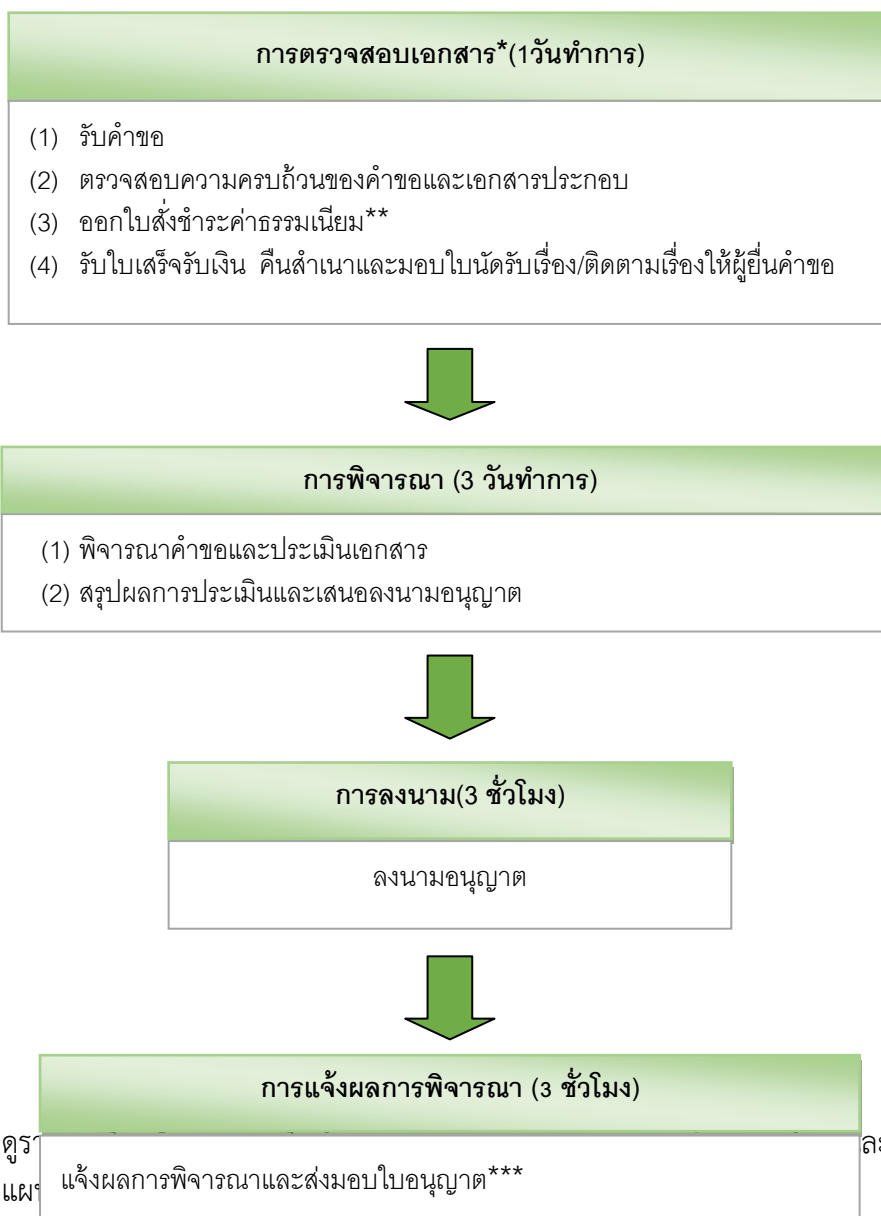 การตรวจสอบเอกสาร*(1วันทำการ)
(1) รับคำขอ
(2) ตรวจสอบความครบถ้วนของคำขอและเอกสารประกอบ
(3) ออกใบสั่งชำระค่าธรรมเนียม**
(4) รับใบเสร็จรับเงิน คืนสำเนาและมอบใบนัดรับเรื่อง/ติดตามเรื่องให้ผู้ยื่นคำขอ
การพิจารณา (3 วันทำการ)
(1) พิจารณาคำขอและประเมินเอกสาร
(2) สรุปผลการประเมินและเสนอลงนามอนุญาต
การลงนาม(3 ชั่วโมง)
ลงนามอนุญาต
การแจ้งผลการพิจารณา (3 ชั่วโมง)
แจ้งผลการพิจารณาและส่งมอบใบอนุญาต***